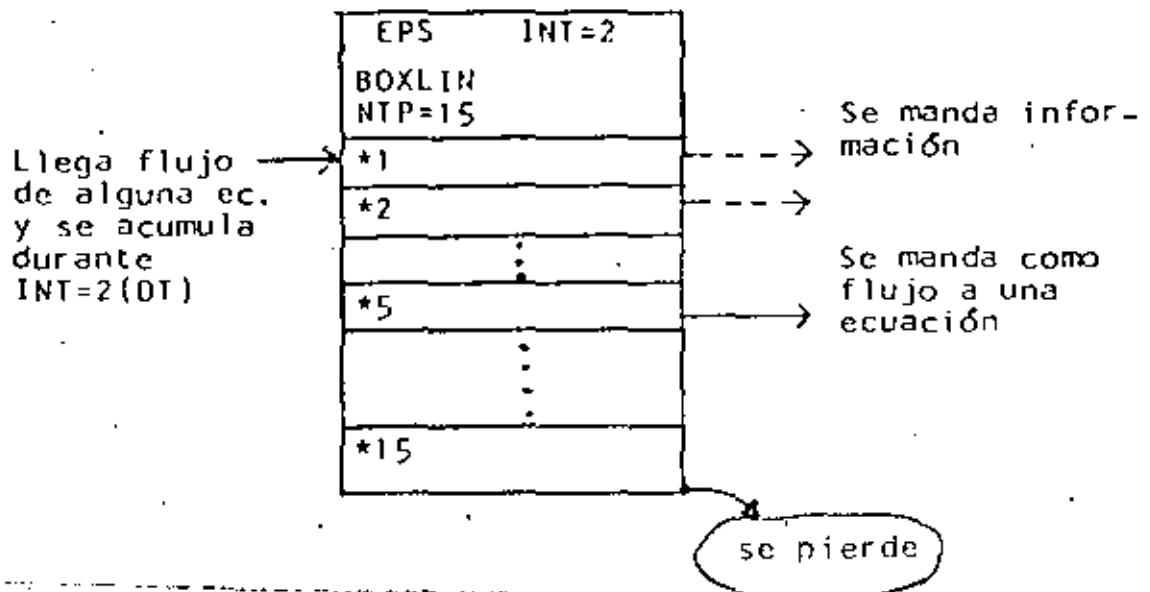 EPS INT=2
BOXLIN
NTP=15
Llega flujo
de alguna ec.
y se acumula
durante
INT=2(DT)
*1
*2
*5
*15
Se manda infor-
mación
Se manda como
flujo a una
ecuación
se pierde